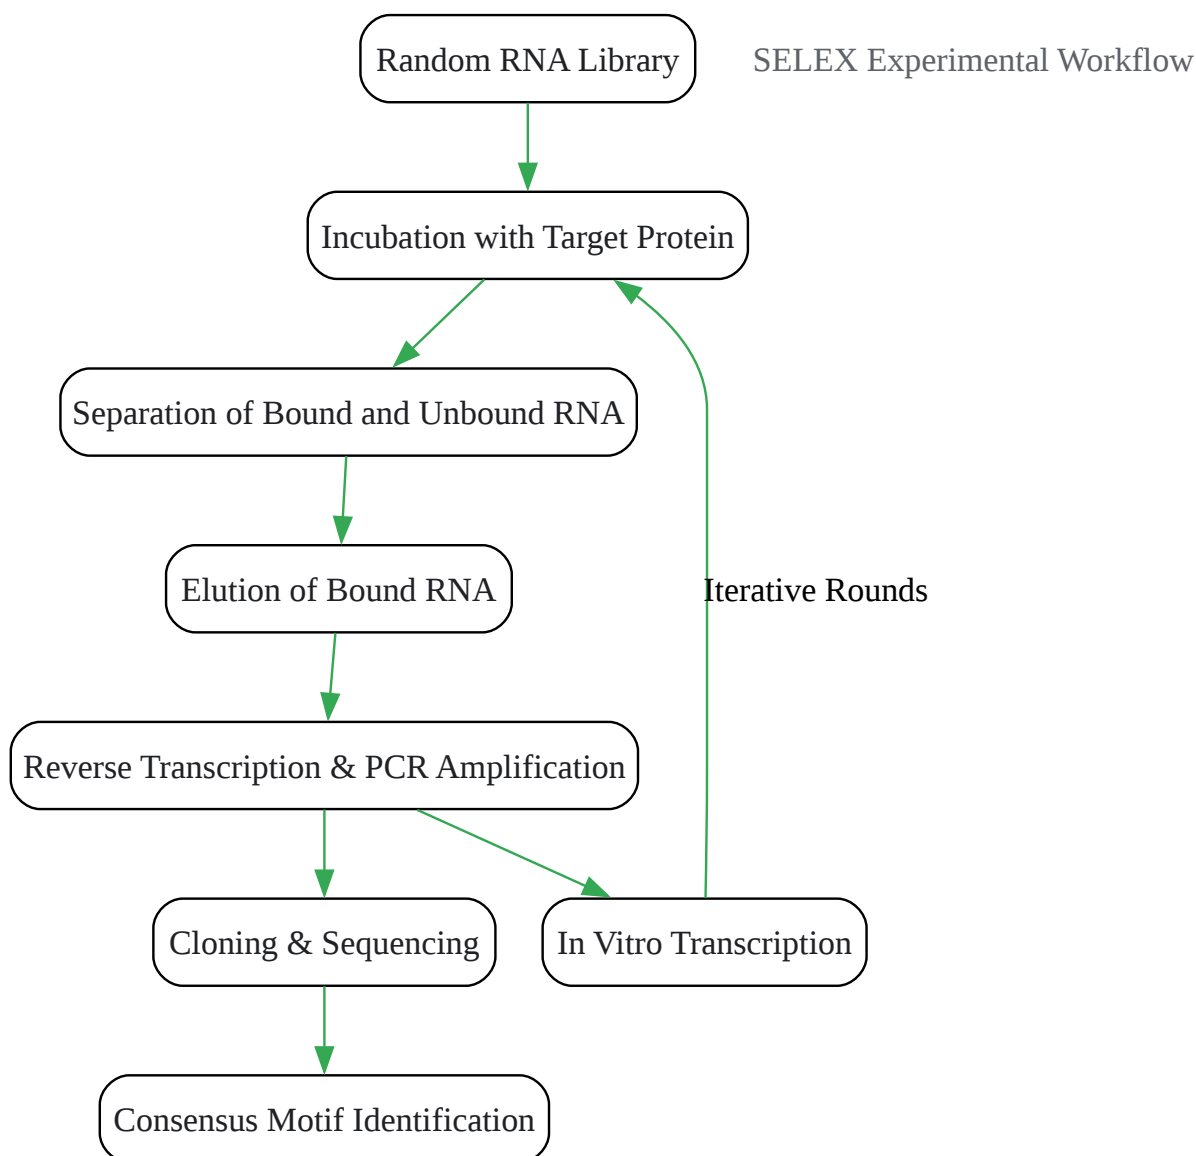 Random RNA Library
SELEX Experimental Workflow
Incubation with Target Protein
Separation of Bound and Unbound RNA
Elution of Bound RNA
Iterative Rounds
Reverse Transcription & PCR Amplification
Cloning & Sequencing
In Vitro Transcription
Consensus Motif Identification